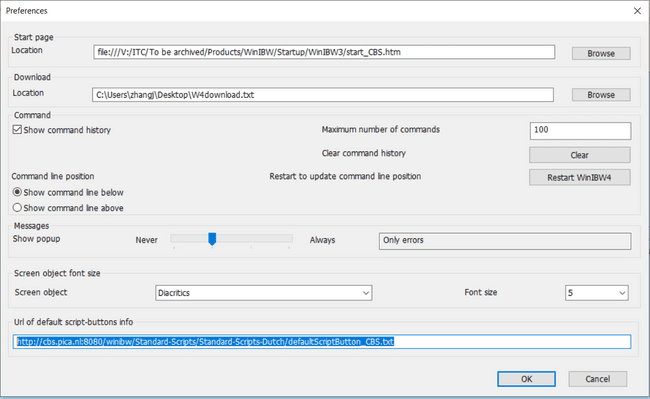 Preferences
Start page
Location file:///V:/ITC/To be archived/Products/WinIBW/Startup/WinIBW3/start_CBS.htm Browse
Download
Location C:\Users\zhangj\Desktop\W4download.txt Browse
Command
Show command history Maximum number of commands 100
Clear command history Clear
Command line position Restart to update command line position Restart WinIBW4
Show command line below
Show command line above
Messages
Show popup Never Always Only errors
Screen object font size
Screen object Diacritics Font size 5
Url of default script-buttons info
http://cbs.pica.nl:8080/winibw/Standard-Scripts/Standard-Scripts-Dutch/defaultScriptButton_CBS.txt
OK Cancel